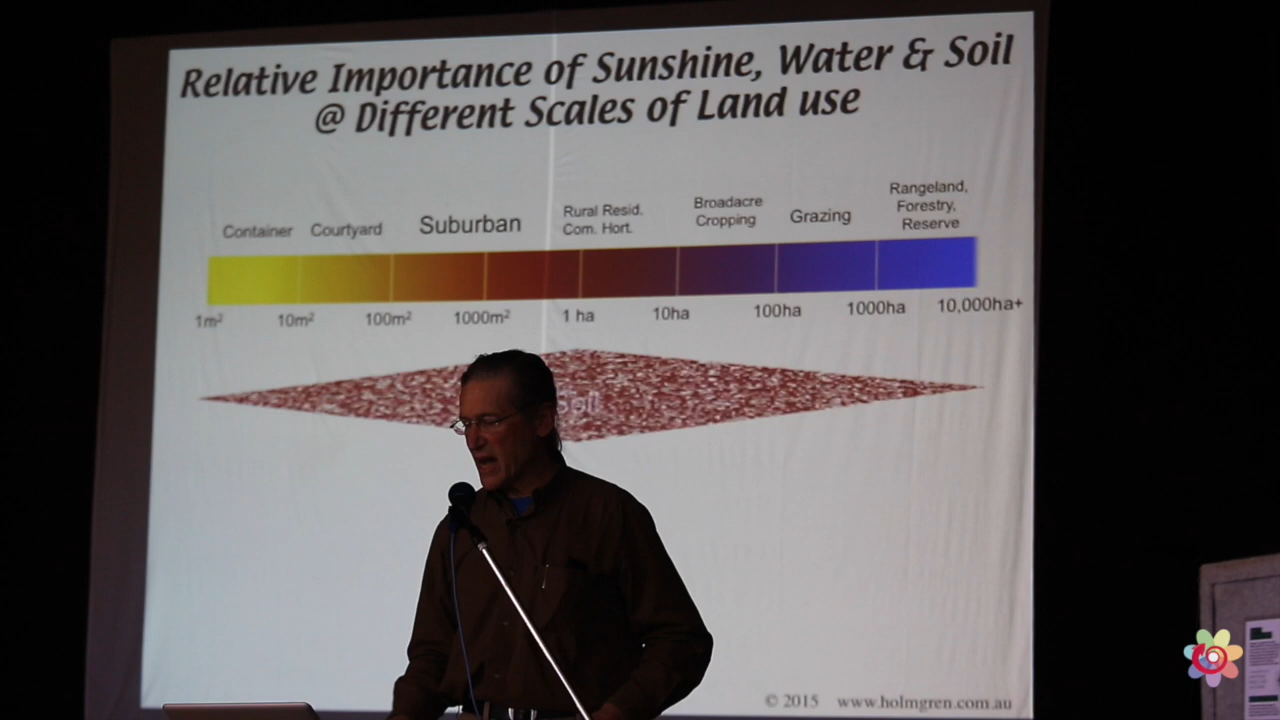 Relative Importance of Sunshine, Water & Soil
@ Different Scales of Land use
Container Courtyard Suburban Rural Resid. Com. Hort. Broadacre Cropping Grazing Rangeland, Forestry, Reserve
1m² 10m² 100m² 1000m² 1 ha 10ha 100ha 1000ha 10,000ha+
Soil
© 2015 www.holmgren.com.au